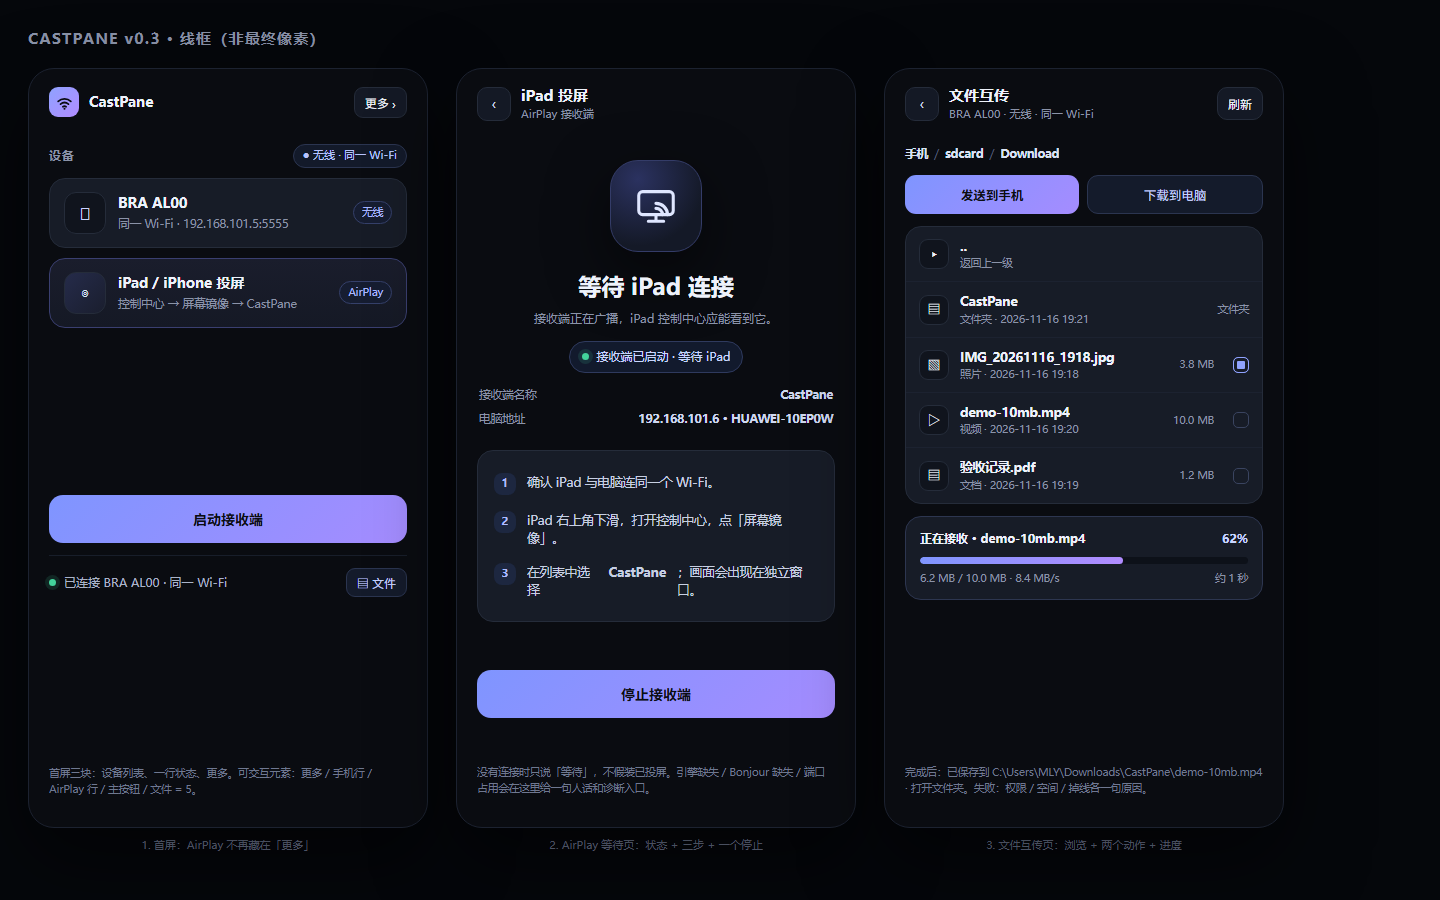 CASTPANE v0.3 • 线框（非最终像素）
CastPane
更多 ›
设备
无线 · 同一 Wi-Fi
BRA AL00
同一 Wi-Fi · 192.168.101.5:5555
无线
iPad / iPhone 投屏
控制中心 → 屏幕镜像 → CastPane
AirPlay
启动接收端
已连接 BRA AL00 · 同一 Wi-Fi
文件
首屏三块：设备列表、一行状态、更多。可交互元素：更多 / 手机行 /
AirPlay 行 / 主按钮 / 文件 = 5。
1. 首屏：AirPlay 不再藏在「更多」
‹
iPad 投屏
AirPlay 接收端
等待 iPad 连接
接收端正在广播，iPad 控制中心应能看到它。
接收端已启动 · 等待 iPad
接收端名称
CastPane
电脑地址
192.168.101.6 • HUAWEI-10EP0W
1
确认 iPad 与电脑连同一个 Wi-Fi。
2
iPad 右上角下滑，打开控制中心，点「屏幕镜
像」。
3
在列表中选
择
CastPane
；画面会出现在独立窗
口。
停止接收端
没有连接时只说「等待」，不假装已投屏。引擎缺失 / Bonjour 缺失 / 端口
占用会在这里给一句人话和诊断入口。
2. AirPlay 等待页：状态 + 三步 + 一个停止
‹
文件互传
BRA AL00 · 无线 · 同一 Wi-Fi
刷新
手机 / sdcard / Download
发送到手机
下载到电脑
..
返回上一级
CastPane
文件夹 · 2026-11-16 19:21
文件夹
IMG_20261116_1918.jpg
照片 · 2026-11-16 19:18
3.8 MB
demo-10mb.mp4
视频 · 2026-11-16 19:20
10.0 MB
验收记录.pdf
文档 · 2026-11-16 19:19
1.2 MB
正在接收 • demo-10mb.mp4
62%
6.2 MB / 10.0 MB · 8.4 MB/s
约 1 秒
完成后：已保存到 C:\Users\MLY\Downloads\CastPane\demo-10mb.mp4
· 打开文件夹。失败：权限 / 空间 / 掉线各一句原因。
3. 文件互传页：浏览 + 两个动作 + 进度